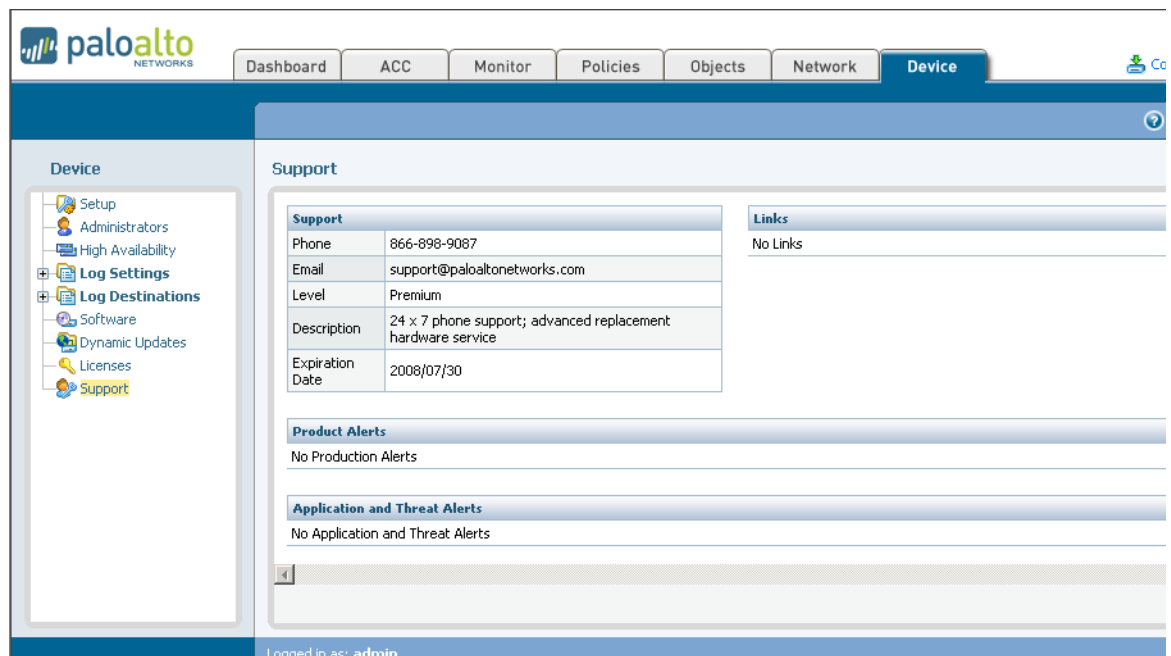 paloalto
NETWORKS
Dashboard ACC Monitor Policies Objects Network Device
Co
Device
Setup
Administrators
High Availability
Log Settings
Log Destinations
Software
Dynamic Updates
Licenses
Support
Support
Support
Phone 866-898-9087
Email support@paloaltonetworks.com
Level Premium
Description 24 x 7 phone support; advanced replacement
hardware service
Expiration
Date 2008/07/30
Links
No Links
Product Alerts
No Production Alerts
Application and Threat Alerts
No Application and Threat Alerts
Logged in as: admin